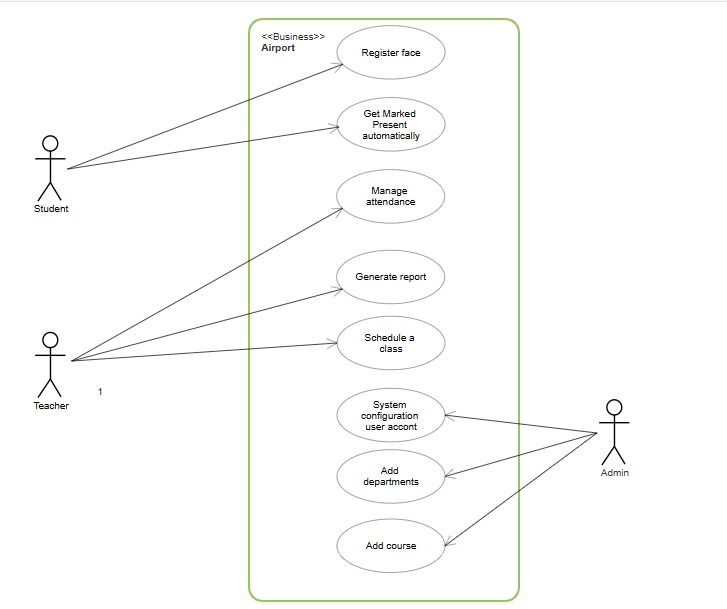 <<Business>>
Airport
Register face
Get Marked
Present
automatically
Student
Manage
attendance
Generate report
Schedule a
class
Teacher
1
System
configuration
user accont
Admin
Add
departments
Add course